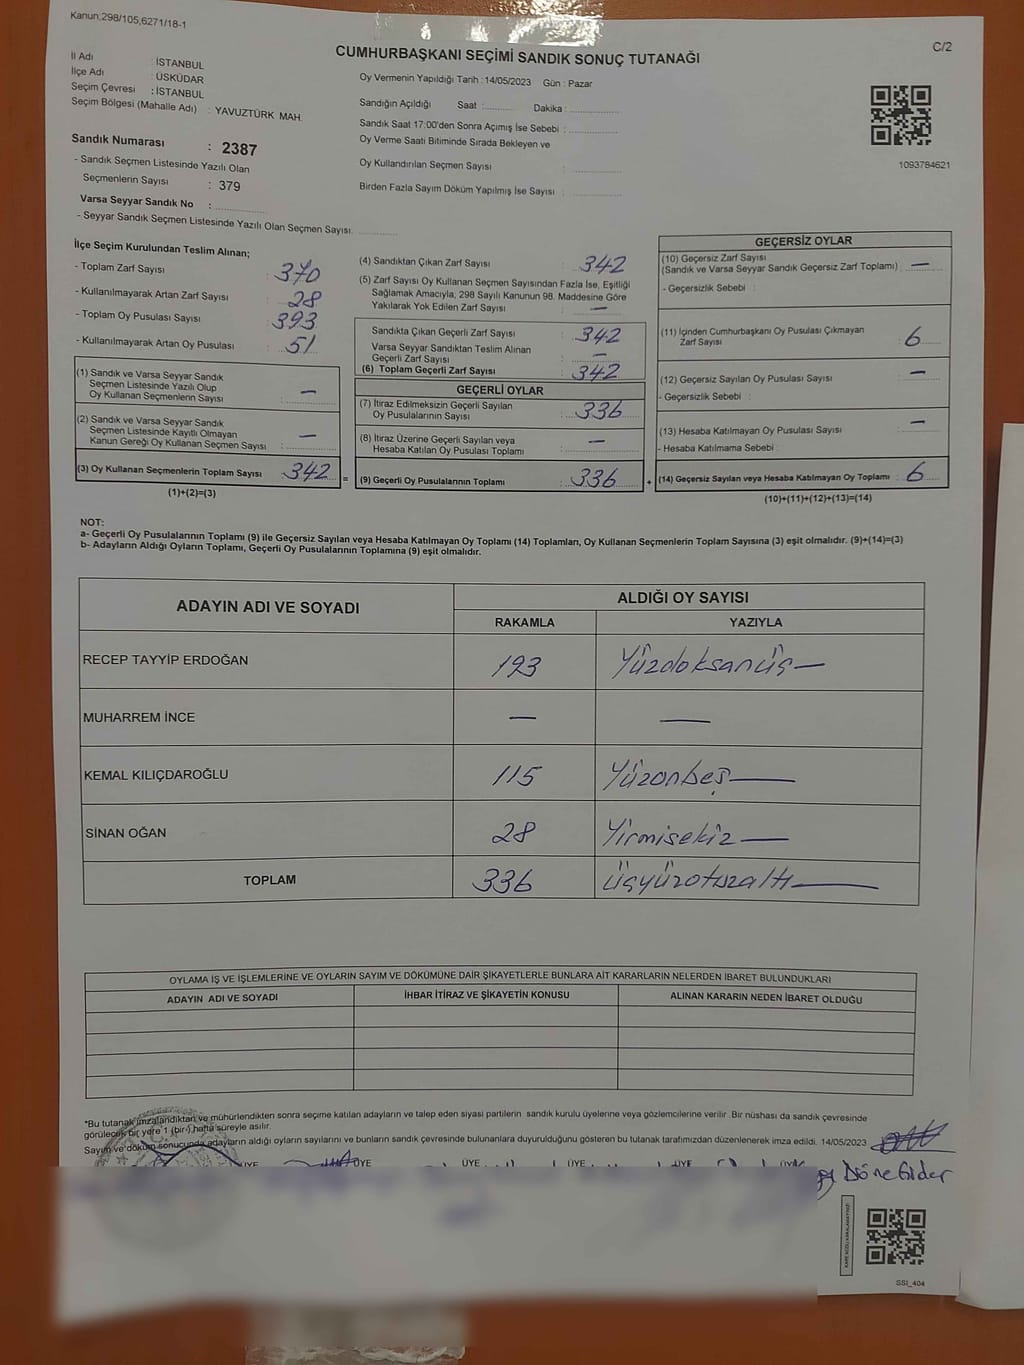 Kanun;298/105,6271/18-1
CUMHURBAŞKANI SEÇİMİ SANDIK SONUÇ TUTANAĞI
C/2
İl Adı : İSTANBUL
İlçe Adı : ÜSKÜDAR
Seçim Çevresi : İSTANBUL
Seçim Bölgesi (Mahalle Adı) : YAVUZTÜRK MAH.
Sandık Numarası : 2387
- Sandık Seçmen Listesinde Yazılı Olan
Seçmenlerin Sayısı : 379
Varsa Seyyar Sandık No :
- Seyyar Sandık Seçmen Listesinde Yazılı Olan Seçmen Sayısı:
Oy Vermenin Yapıldığı Tarih : 14/05/2023 Gün : Pazar
Sandığın Açıldığı Saat : Dakika :
Sandık Saat 17:00'den Sonra Açımış İse Sebebi :
Oy Verme Saati Bitiminde Sırada Bekleyen ve
Oy Kullandırılan Seçmen Sayısı :
Birden Fazla Sayım Döküm Yapılmış İse Sayısı :
1093784621
İlçe Seçim Kurulundan Teslim Alınan;
- Toplam Zarf Sayısı : 370
- Kullanılmayarak Artan Zarf Sayısı : 28
- Toplam Oy Pusulası Sayısı : 393
- Kullanılmayarak Artan Oy Pusulası : 51
(1) Sandık ve Varsa Seyyar Sandık
Seçmen Listesinde Yazılı Olup
Oy Kullanan Seçmenlerin Sayısı : —
(2) Sandık ve Varsa Seyyar Sandık
Seçmen Listesinde Kayıtlı Olmayan
Kanun Gereği Oy Kullanan Seçmen Sayısı : —
(3) Oy Kullanan Seçmenlerin Toplam Sayısı : 342 =
(1)+(2)=(3)
(4) Sandıktan Çıkan Zarf Sayısı : 342
(5) Zarf Sayısı Oy Kullanan Seçmen Sayısından Fazla İse, Eşitliği
Sağlamak Amacıyla, 298 Sayılı Kanunun 98. Maddesine Göre
Yakılarak Yok Edilen Zarf Sayısı : —
Sandıkta Çıkan Geçerli Zarf Sayısı : 342
Varsa Seyyar Sandıktan Teslim Alınan
Geçerli Zarf Sayısı : —
(6) Toplam Geçerli Zarf Sayısı : 342
GEÇERLİ OYLAR
(7) İtiraz Edilmeksizin Geçerli Sayılan
Oy Pusulalarının Sayısı : 336
(8) İtiraz Üzerine Geçerli Sayılan veya
Hesaba Katılan Oy Pusulası Toplamı : —
(9) Geçerli Oy Pusulalarının Toplamı : 336 +
GEÇERSİZ OYLAR
(10) Geçersiz Zarf Sayısı
(Sandık ve Varsa Seyyar Sandık Geçersiz Zarf Toplamı) : —
- Geçersizlik Sebebi :
(11) İçinden Cumhurbaşkanı Oy Pusulası Çıkmayan
Zarf Sayısı : 6
(12) Geçersiz Sayılan Oy Pusulası Sayısı : —
- Geçersizlik Sebebi :
(13) Hesaba Katılmayan Oy Pusulası Sayısı : —
- Hesaba Katılmama Sebebi :
(14) Geçersiz Sayılan veya Hesaba Katılmayan Oy Toplamı : 6
(10)+(11)+(12)+(13)=(14)
NOT:
a- Geçerli Oy Pusulalarının Toplamı (9) ile Geçersiz Sayılan veya Hesaba Katılmayan Oy Toplamı (14) Toplamları, Oy Kullanan Seçmenlerin Toplam Sayısına (3) eşit olmalıdır. (9)+(14)=(3)
b- Adayların Aldığı Oyların Toplamı, Geçerli Oy Pusulalarının Toplamına (9) eşit olmalıdır.
ADAYIN ADI VE SOYADI ALDIĞI OY SAYISI
RAKAMLA YAZIYLA
RECEP TAYYİP ERDOĞAN 193 Yüzdoksanüç—
MUHARREM İNCE — —
KEMAL KILIÇDAROĞLU 115 Yüzonbeş—
SİNAN OĞAN 28 Yirmisekiz—
TOPLAM 336 üçyüzotuzaltı—
OYLAMA İŞ VE İŞLEMLERİNE VE OYLARIN SAYIM VE DÖKÜMÜNE DAİR ŞİKAYETLERLE BUNLARA AİT KARARLARIN NELERDEN İBARET BULUNDUKLARI
ADAYIN ADI VE SOYADI İHBAR İTİRAZ VE ŞİKAYETİN KONUSU ALINAN KARARIN NEDEN İBARET OLDUĞU
*Bu tutanak imzalandıktan ve mühürlendikten sonra seçime katılan adayların ve talep eden siyasi partilerin sandık kurulu üyelerine veya gözlemcilerine verilir. Bir nüshası da sandık çevresinde
görülecek bir yere 1 (bir) hafta süreyle asılır.
Sayım ve döküm sonucunda adayların aldığı oyların sayılarını ve bunların sandık çevresinde bulunanlara duyurulduğunu gösteren bu tutanak tarafımızdan düzenlenerek imza edildi. 14/05/2023
ÜYE ÜYE ÜYE ÜYE ÜYE
Döne Gider
SSI_404